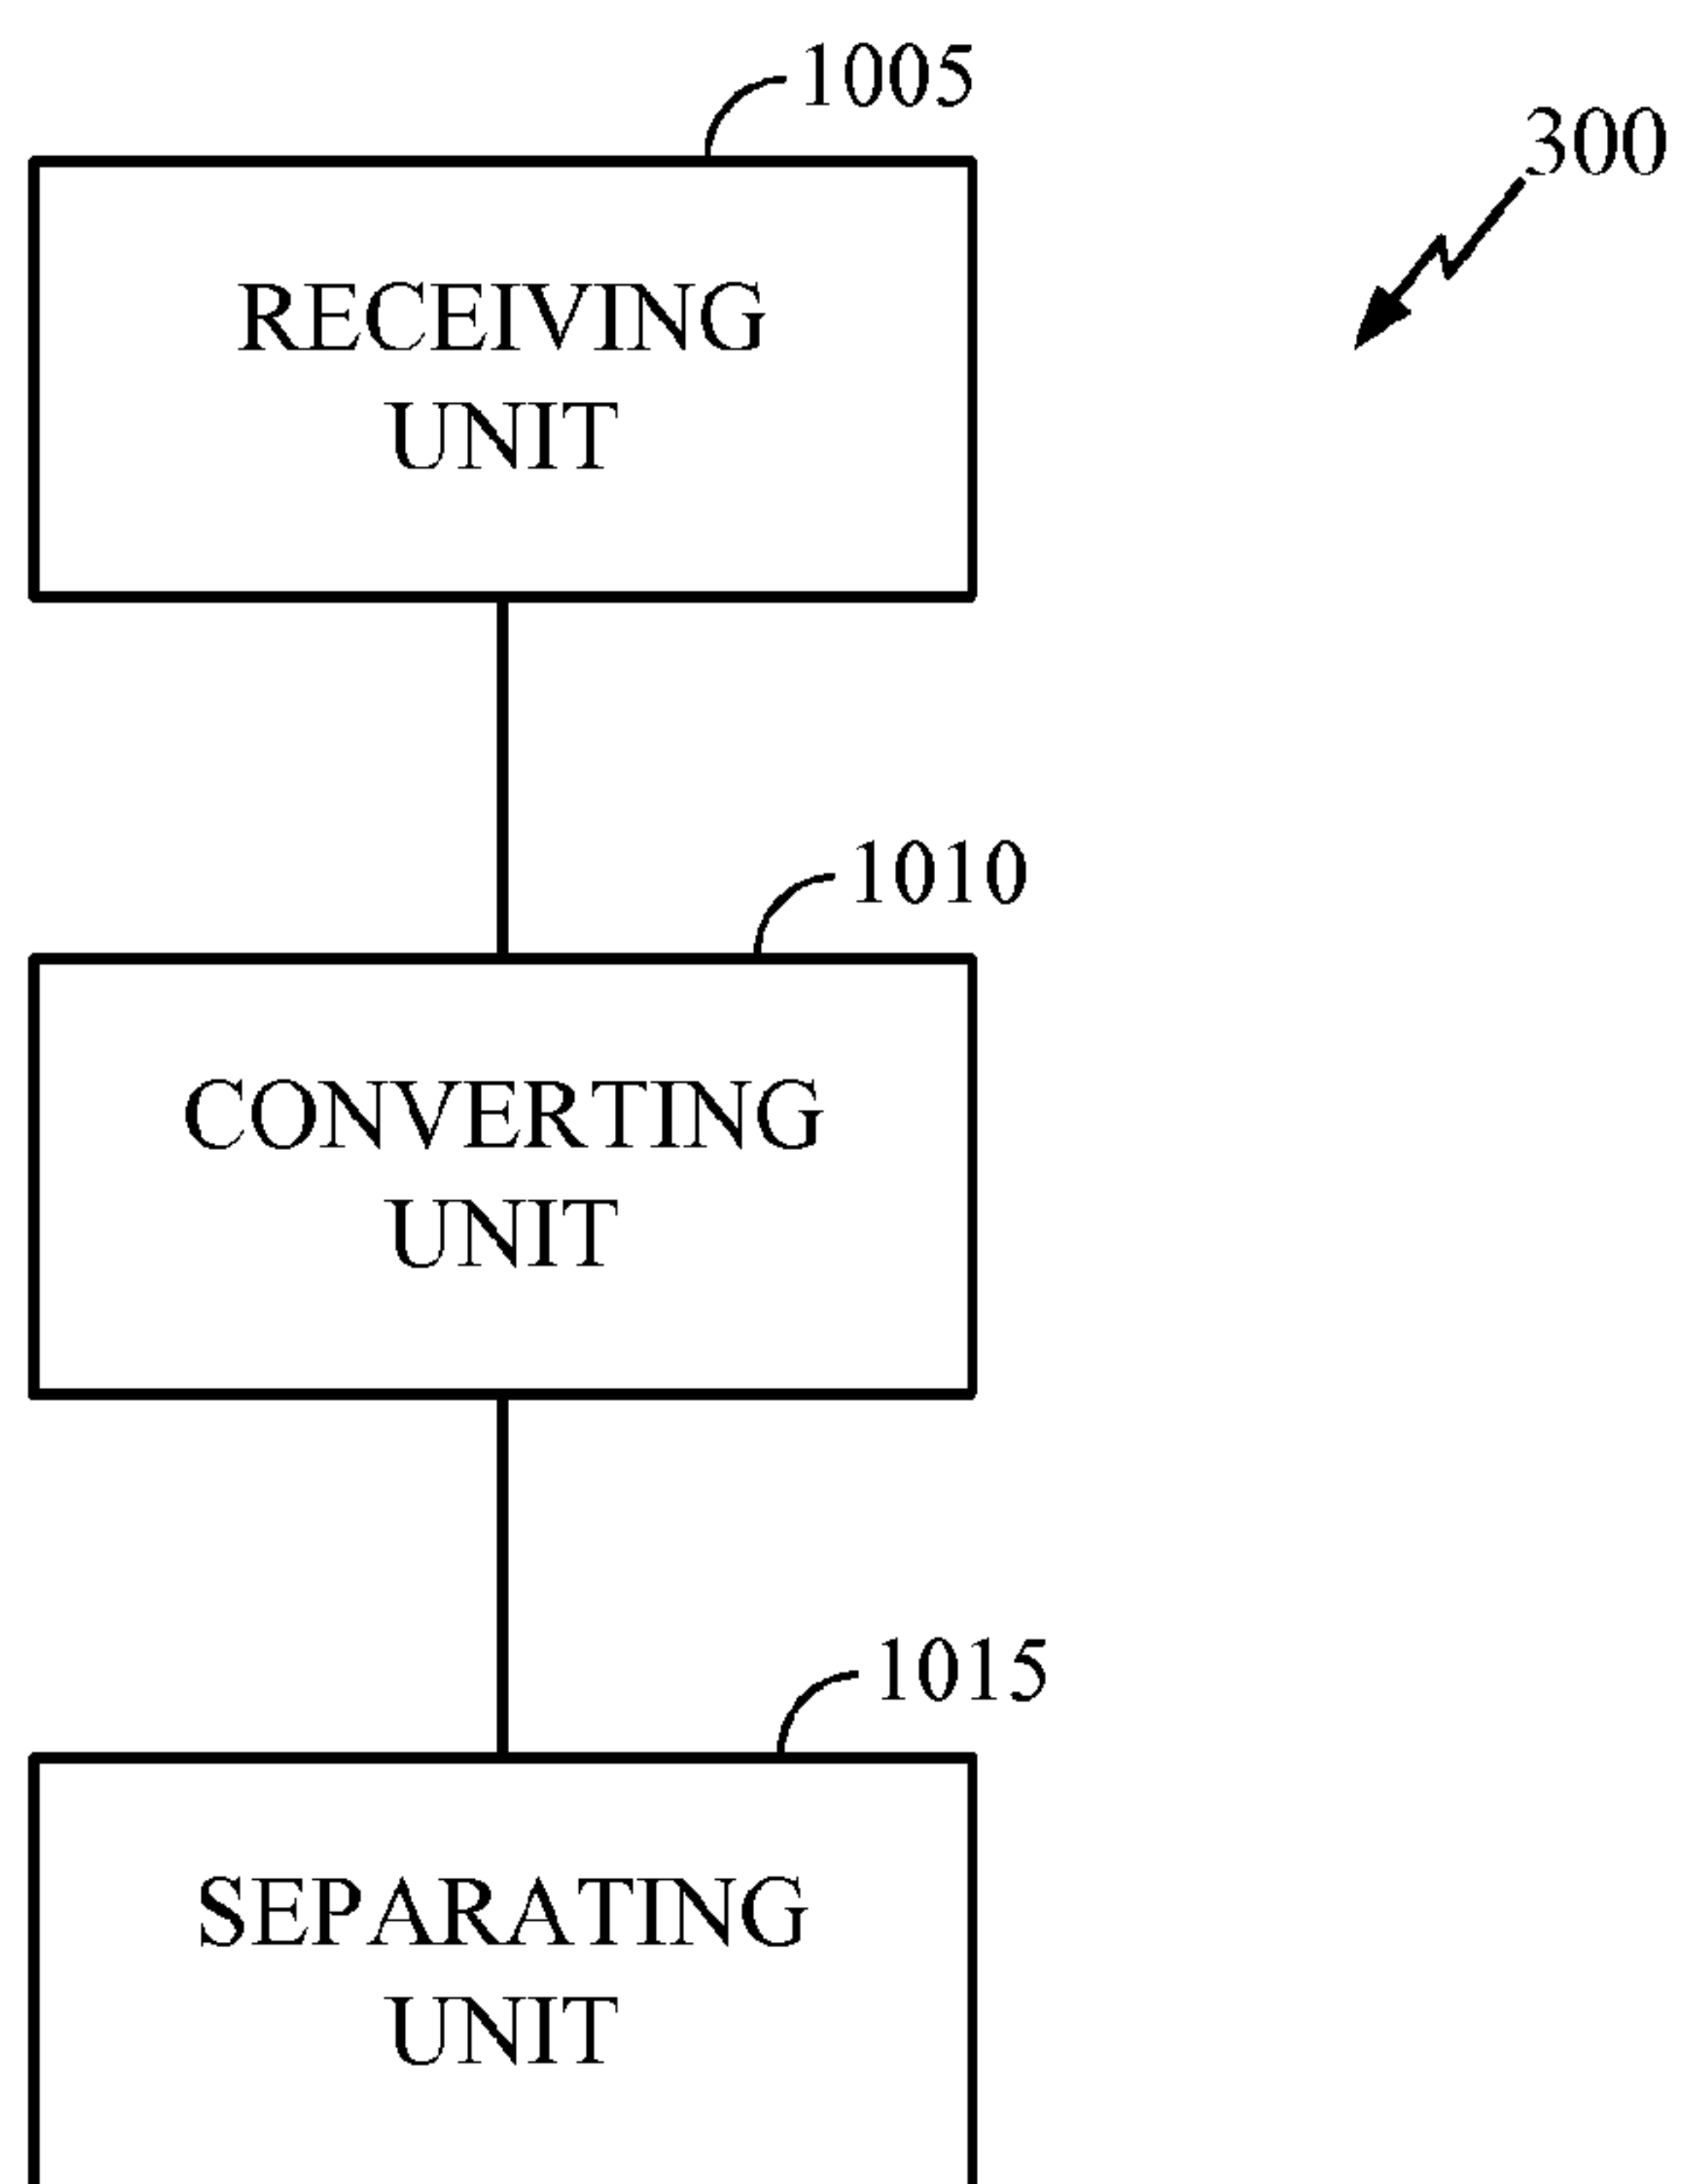 1005
300
RECEIVING
UNIT
1010
CONVERTING
UNIT
1015
SEPARATING
UNIT